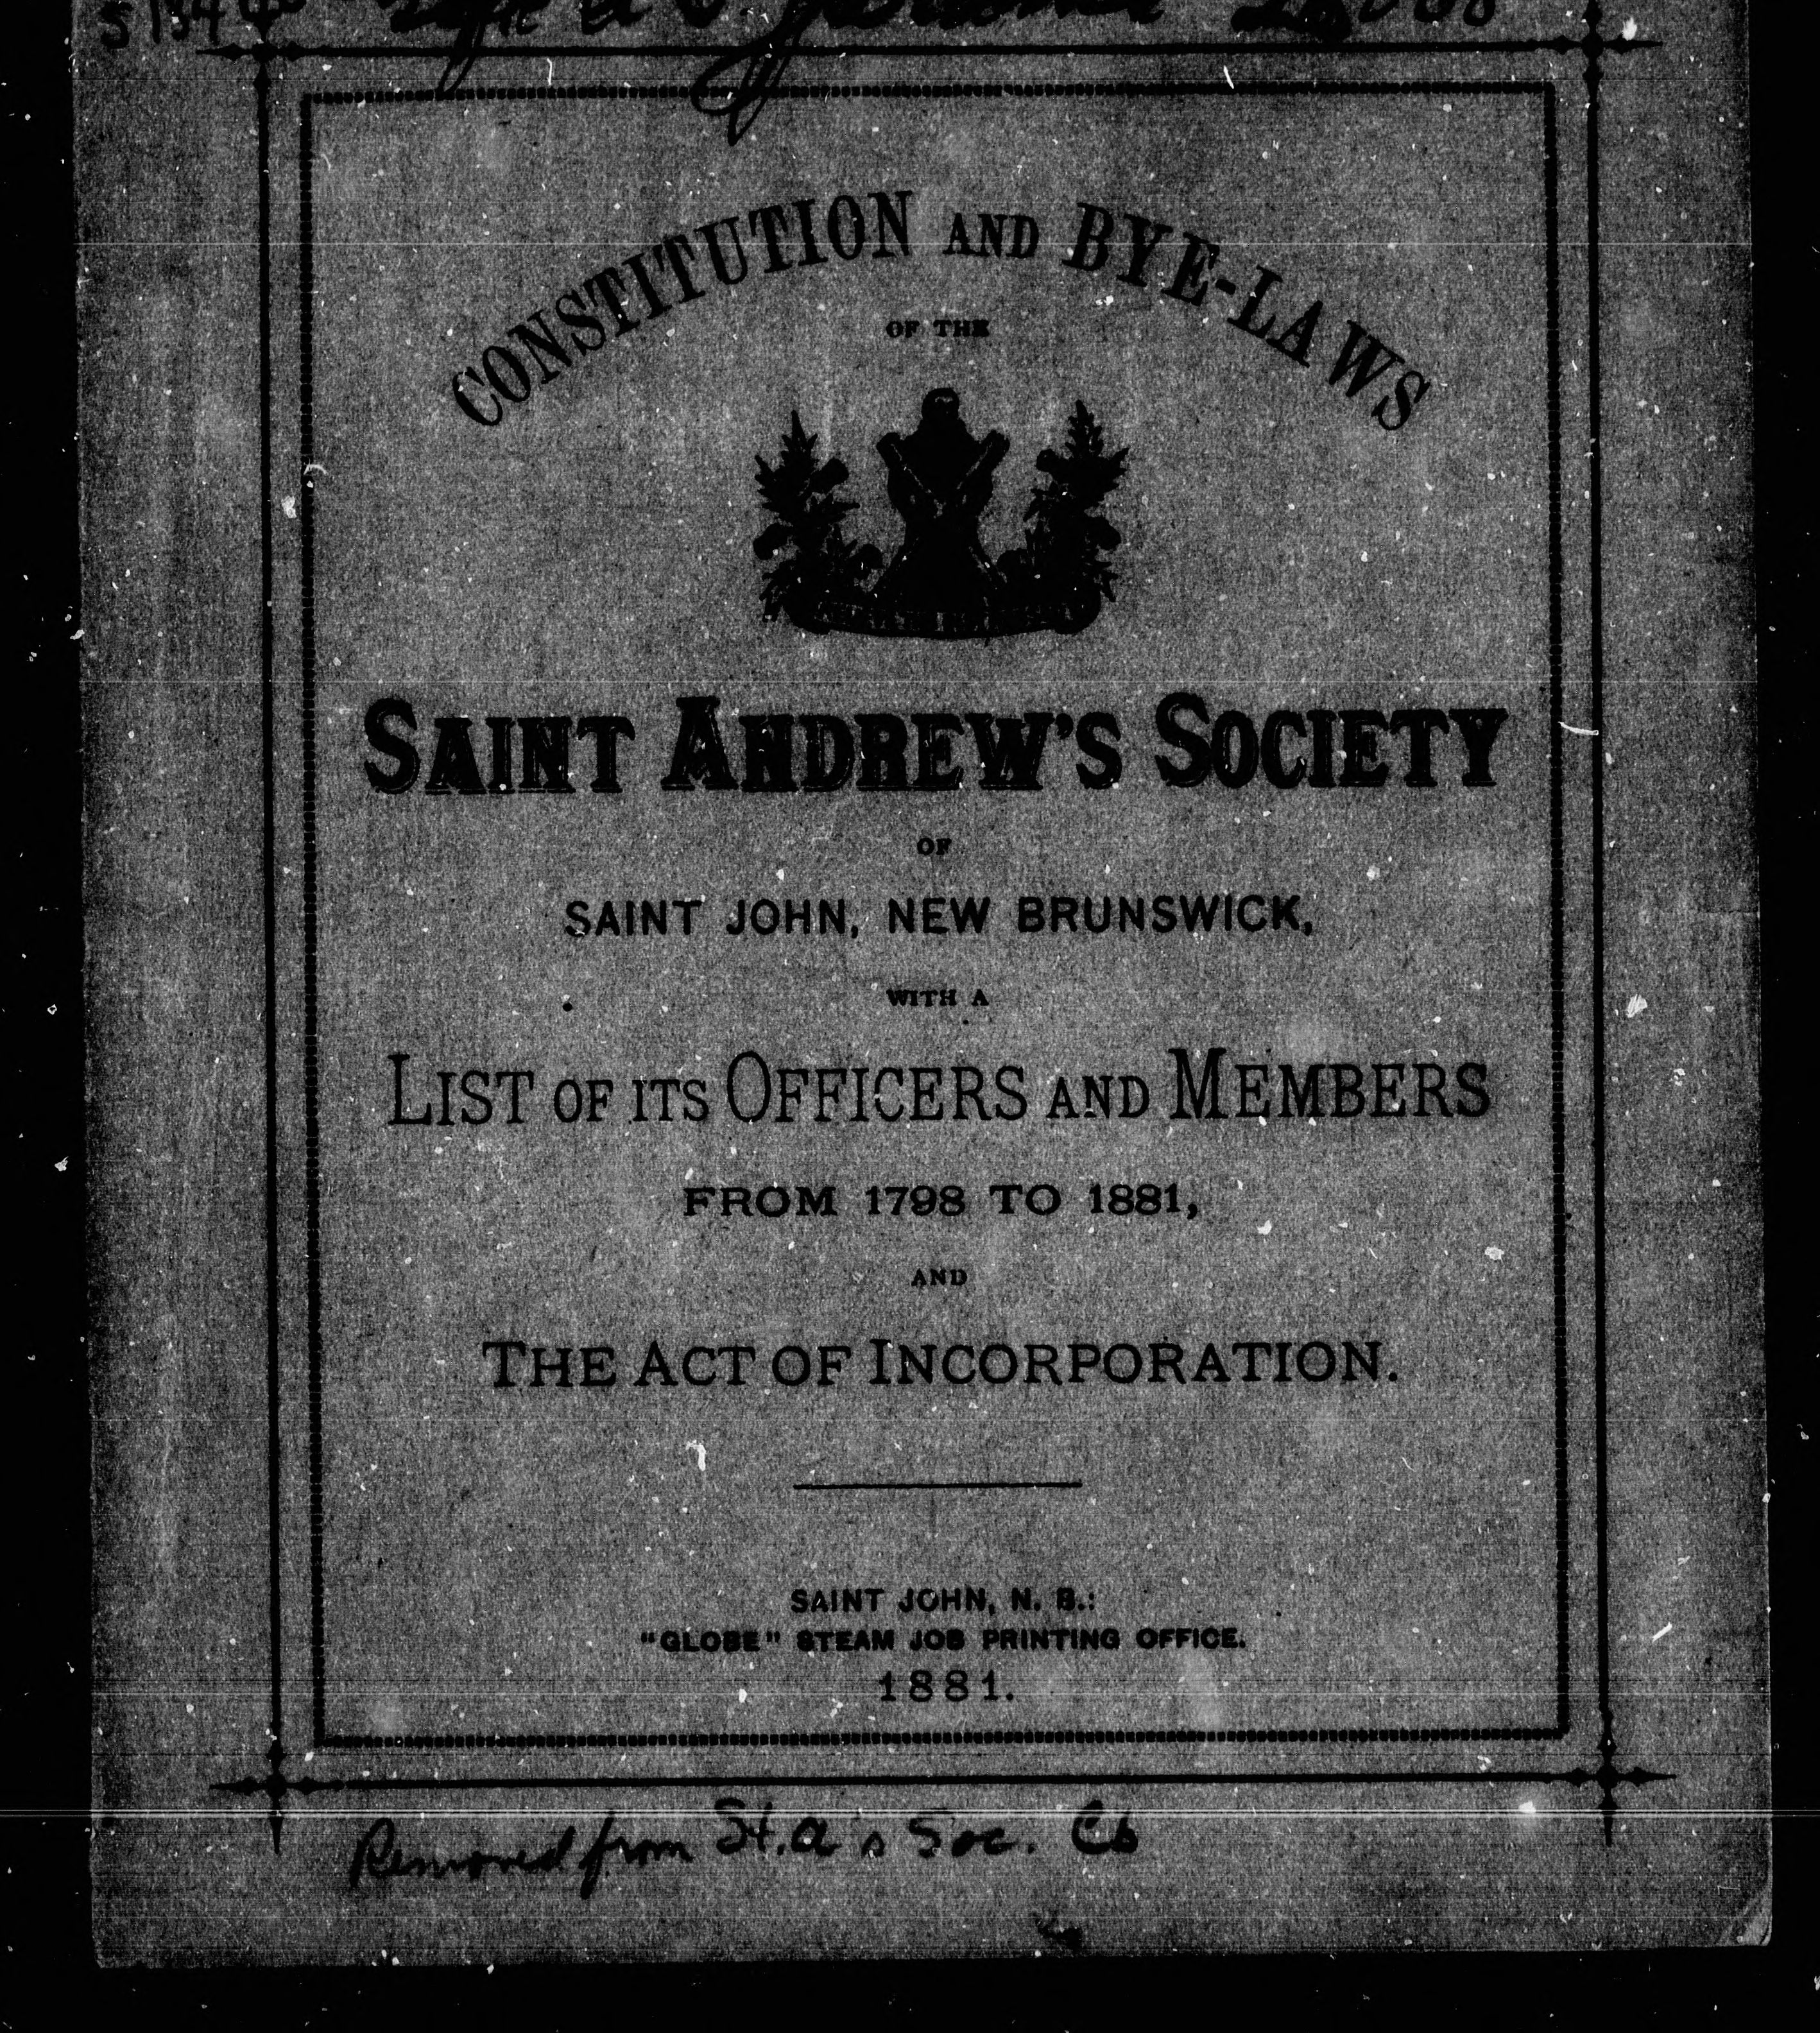 CONSTITUTION AND BYE-LAWS
OF THE
SAINT ANDREW'S SOCIETY
OF
SAINT JOHN, NEW BRUNSWICK,
WITH A
LIST OF ITS OFFICERS AND MEMBERS
FROM 1798 TO 1881,
AND
THE ACT OF INCORPORATION.
SAINT JOHN, N. B.:
"GLOBE" STEAM JOB PRINTING OFFICE.
1881.
Removed from St. A's Soc. Cb